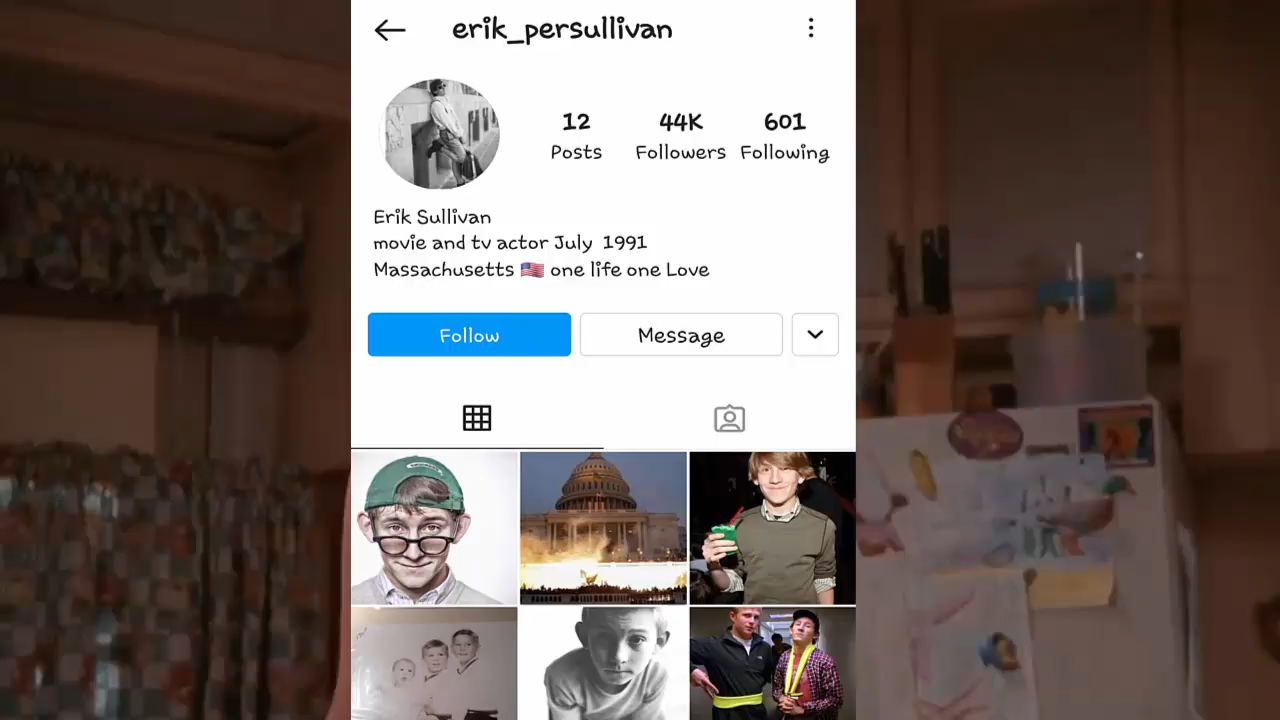 erik_persullivan
12 44K 601
Posts Followers Following
Erik Sullivan
movie and tv actor July 1991
Massachusetts 🇺🇸 one life one Love
Follow Message